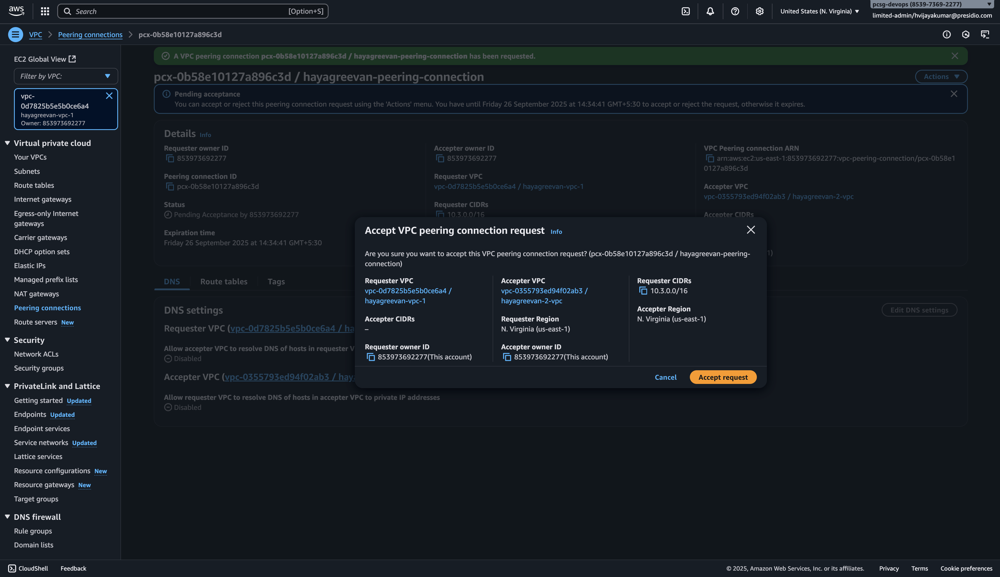 aws
Search
[Option+S]
United States (N. Virginia)
pcsg-devops (8539-7369-2277)
limited-admin/hvijayakumar@presidio.com
VPC
Peering connections
pcx-0b58e10127a896c3d
EC2 Global View
Filter by VPC:
vpc-
0d7825b5e5b0ce6a4
hayagreevan-vpc-1
Owner: 853973692277
Virtual private cloud
Your VPCs
Subnets
Route tables
Internet gateways
Egress-only Internet
gateways
Carrier gateways
DHCP option sets
Elastic IPs
Managed prefix lists
NAT gateways
Peering connections
Route servers New
Security
Network ACLs
Security groups
PrivateLink and Lattice
Getting started Updated
Endpoints Updated
Endpoint services
Service networks Updated
Lattice services
Resource configurations New
Resource gateways New
Target groups
DNS firewall
Rule groups
Domain lists
A VPC peering connection pcx-0b58e10127a896c3d / hayagreevan-peering-connection has been requested.
pcx-0b58e10127a896c3d / hayagreevan-peering-connection
Actions
Pending acceptance
You can accept or reject this peering connection request using the 'Actions' menu. You have until Friday 26 September 2025 at 14:34:41 GMT+5:30 to accept or reject the request, otherwise it expires.
Details Info
Requester owner ID
853973692277
Peering connection ID
pcx-0b58e10127a896c3d
Status
Pending Acceptance by 853973692277
Expiration time
Friday 26 September 2025 at 14:34:41 GMT+5:30
Accepter owner ID
853973692277
Requester VPC
vpc-0d7825b5e5b0ce6a4 / hayagreevan-vpc-1
Requester CIDRs
10.3.0.0/16
VPC Peering connection ARN
arn:aws:ec2:us-east-1:853973692277:vpc-peering-connection/pcx-0b58e1
0127a896c3d
Accepter VPC
vpc-0355793ed94f02ab3 / hayagreevan-2-vpc
Accepter CIDRs
1)
DNS
Route tables
Tags
DNS settings
Edit DNS settings
Requester VPC (vpc-0d7825b5e5b0ce6a4 / ha
Allow accepter VPC to resolve DNS of hosts in requester V
Disabled
Accepter VPC (vpc-0355793ed94f02ab3 / haya
Allow requester VPC to resolve DNS of hosts in accepter VPC to private IP addresses
Disabled
Accept VPC peering connection request Info
Are you sure you want to accept this VPC peering connection request? (pcx-0b58e10127a896c3d / hayagreevan-peering-
connection)
Requester VPC
vpc-0d7825b5e5b0ce6a4 /
hayagreevan-vpc-1
Accepter CIDRs
–
Requester owner ID
853973692277(This account)
Accepter VPC
vpc-0355793ed94f02ab3 /
hayagreevan-2-vpc
Requester Region
N. Virginia (us-east-1)
Accepter owner ID
853973692277(This account)
Requester CIDRs
10.3.0.0/16
Accepter Region
N. Virginia (us-east-1)
Cancel
Accept request
CloudShell
Feedback
© 2025, Amazon Web Services, Inc. or its affiliates.
Privacy
Terms
Cookie preferences